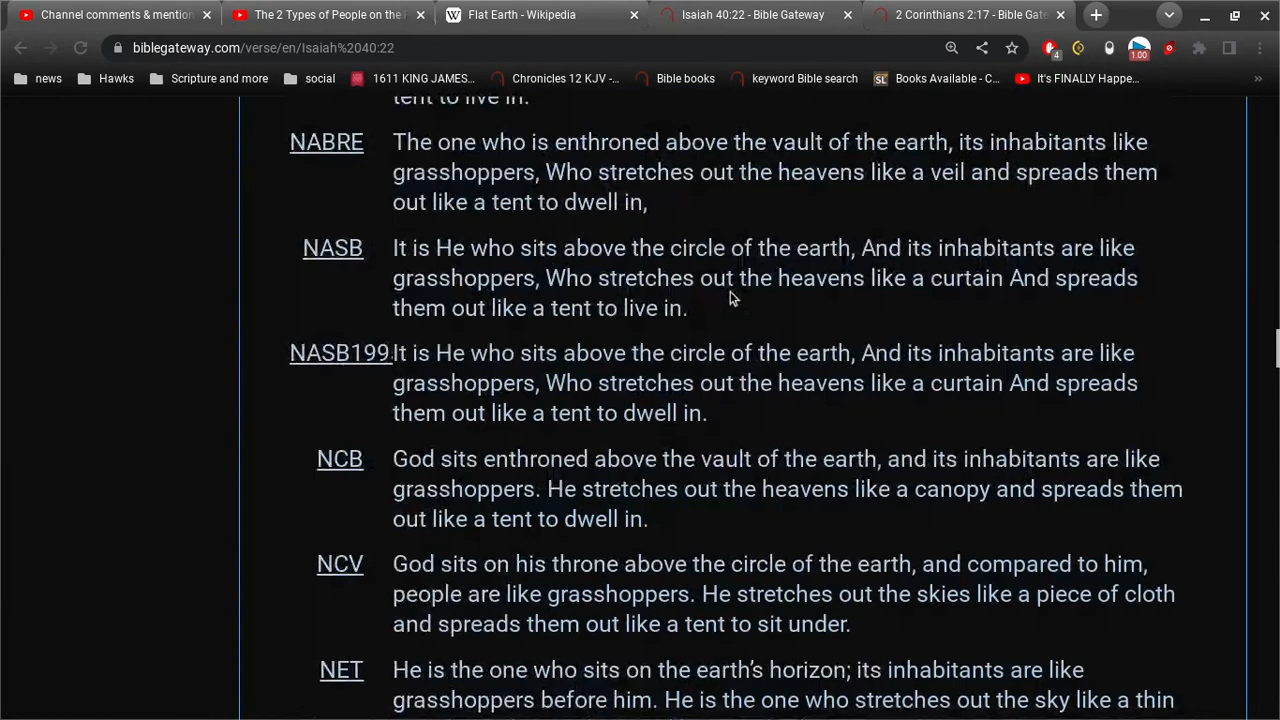 Channel comments & mention
The 2 Types of People on the
Flat Earth - Wikipedia
Isaiah 40:22 - Bible Gateway
2 Corinthians 2:17 - Bible Gate
biblegateway.com/verse/en/Isaiah%2040:22
4
1.00
news
Hawks
Scripture and more
social
1611 KING JAMES...
Chronicles 12 KJV -...
Bible books
keyword Bible search
SL Books Available - C...
It's FINALLY Happe...
»
tent to live in.
NABRE The one who is enthroned above the vault of the earth, its inhabitants like
grasshoppers, Who stretches out the heavens like a veil and spreads them
out like a tent to dwell in,
NASB It is He who sits above the circle of the earth, And its inhabitants are like
grasshoppers, Who stretches out the heavens like a curtain And spreads
them out like a tent to live in.
NASB199 It is He who sits above the circle of the earth, And its inhabitants are like
grasshoppers, Who stretches out the heavens like a curtain And spreads
them out like a tent to dwell in.
NCB God sits enthroned above the vault of the earth, and its inhabitants are like
grasshoppers. He stretches out the heavens like a canopy and spreads them
out like a tent to dwell in.
NCV God sits on his throne above the circle of the earth, and compared to him,
people are like grasshoppers. He stretches out the skies like a piece of cloth
and spreads them out like a tent to sit under.
NET He is the one who sits on the earth’s horizon; its inhabitants are like
grasshoppers before him. He is the one who stretches out the sky like a thin